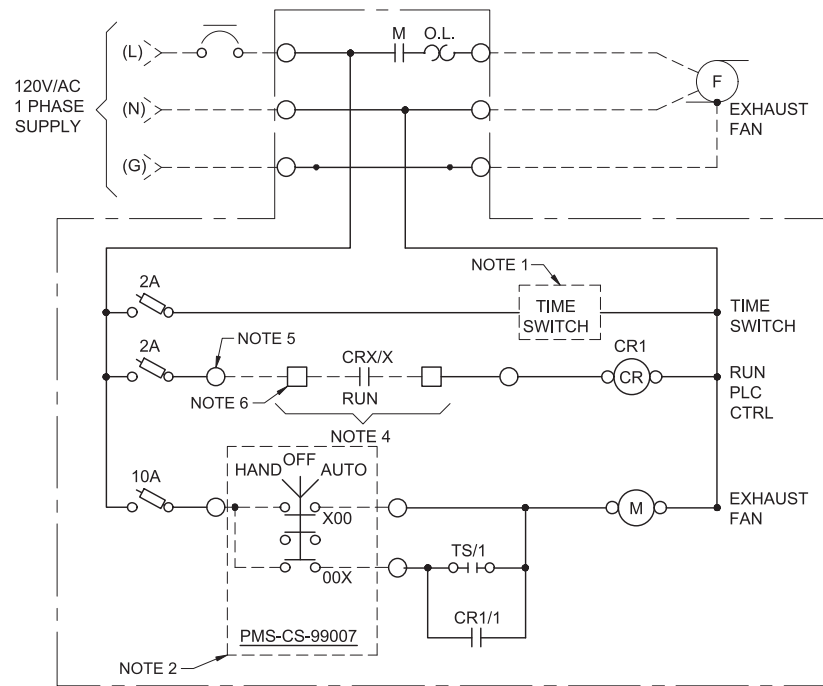 120V/AC
1 PHASE
SUPPLY
(L)
(N)
(G)
M
O.L.
F
EXHAUST
FAN
NOTE 1
2A
TIME
SWITCH
TIME
SWITCH
2A
NOTE 5
CRX/X
RUN
NOTE 6
NOTE 4
CR1
CR
RUN
PLC
CTRL
10A
HAND
OFF
AUTO
X00
00X
PMS-CS-99007
NOTE 2
TS/1
CR1/1
M
EXHAUST
FAN